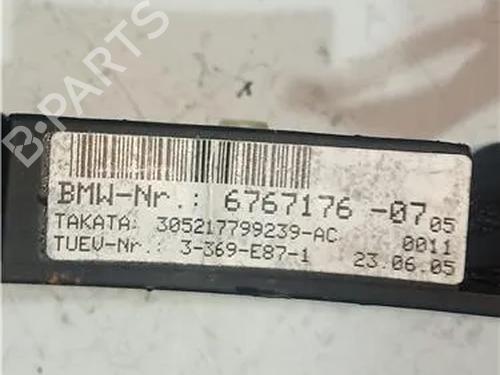 B-PARTS
BMW-Nr.: 6767176 -07 05
TAKATA: 305217799239-AC 0011
TUEV-Nr.: 3-369-E87-1 23.06.05